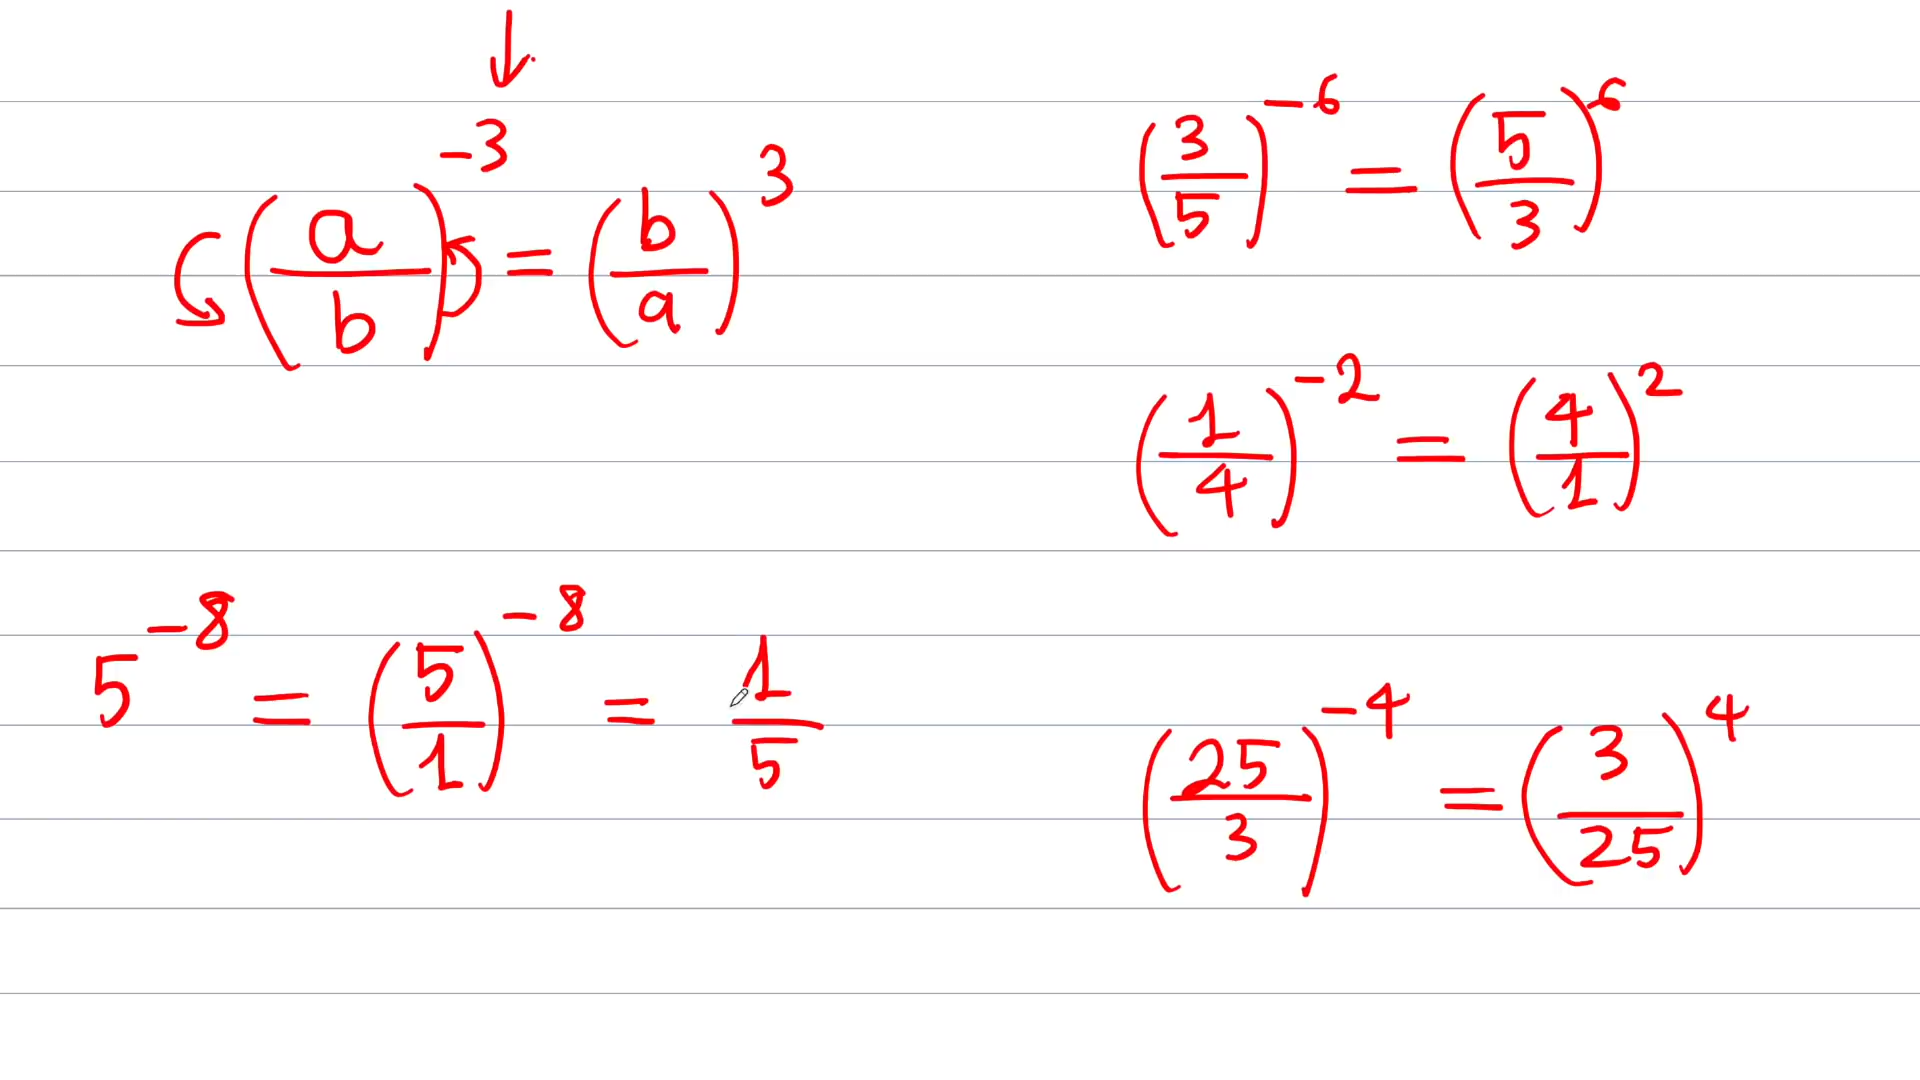 (a/b)^-3 = (b/a)^3
5^-8 = (5/1)^-8 = 1/5
(3/5)^-6 = (5/3)^6
(1/4)^-2 = (4/1)^2
(25/3)^-4 = (3/25)^4